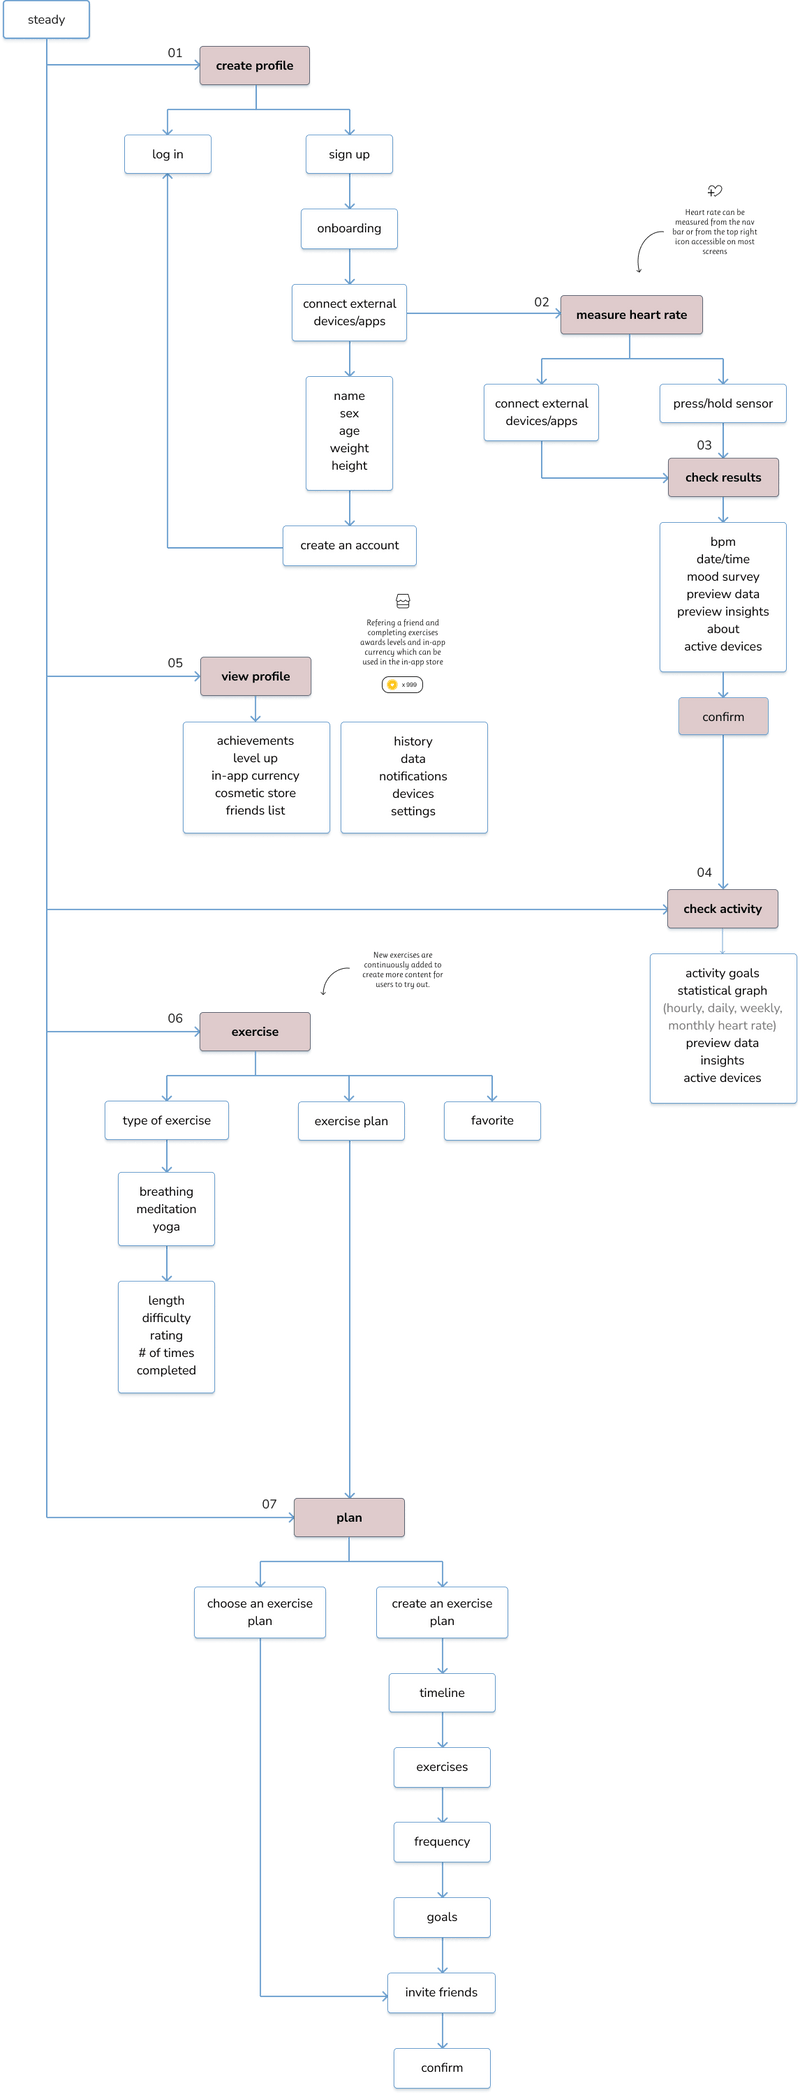 steady
01
create profile
log in
sign up
onboarding
connect external
devices/apps
name
sex
age
weight
height
create an account
Heart rate can be
measured from the nav
bar or from the top right
icon accessible on most
screens
02
measure heart rate
connect external
devices/apps
press/hold sensor
03
check results
bpm
date/time
mood survey
preview data
preview insights
about
active devices
confirm
Refering a friend and
completing exercises
awards levels and in-app
currency which can be
used in the in-app store
x 999
05
view profile
achievements
level up
in-app currency
cosmetic store
friends list
history
data
notifications
devices
settings
04
check activity
activity goals
statistical graph
(hourly, daily, weekly,
monthly heart rate)
preview data
insights
active devices
New exercises are
continuously added to
create more content for
users to try out.
06
exercise
type of exercise
exercise plan
favorite
breathing
meditation
yoga
length
difficulty
rating
# of times
completed
07
plan
choose an exercise
plan
create an exercise
plan
timeline
exercises
frequency
goals
invite friends
confirm